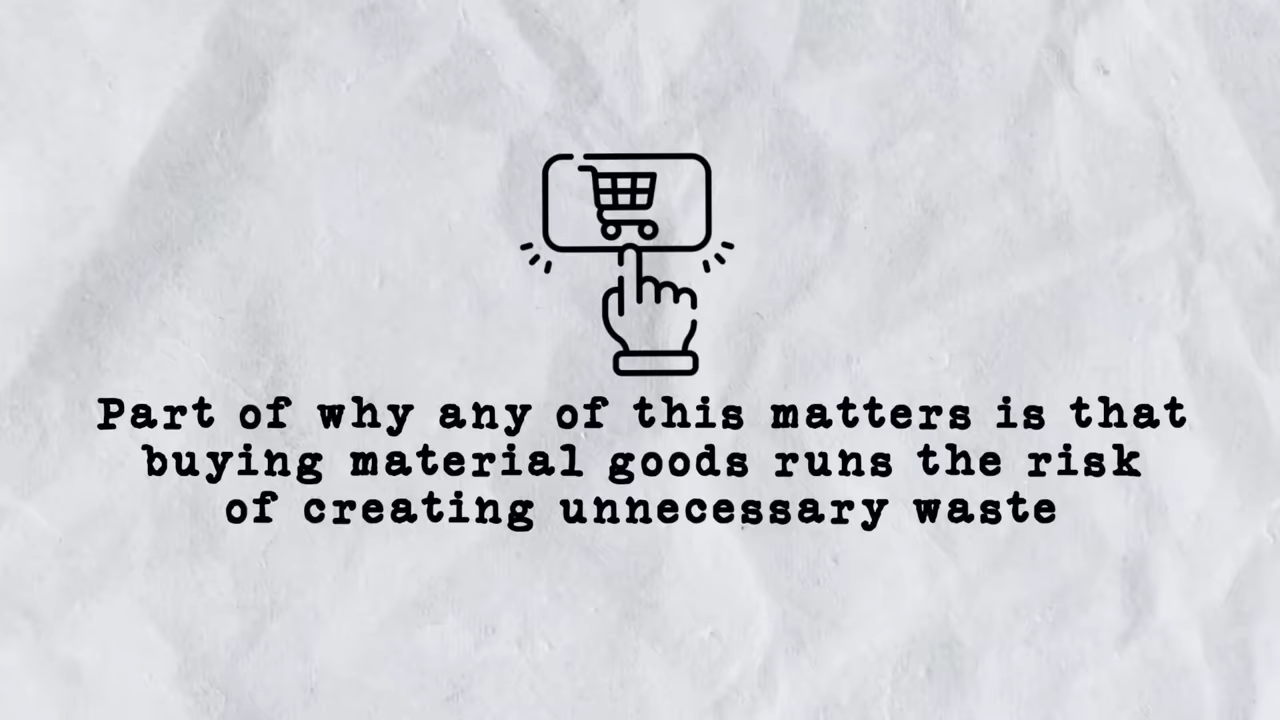 Part of why any of this matters is that
buying material goods runs the risk
of creating unnecessary waste